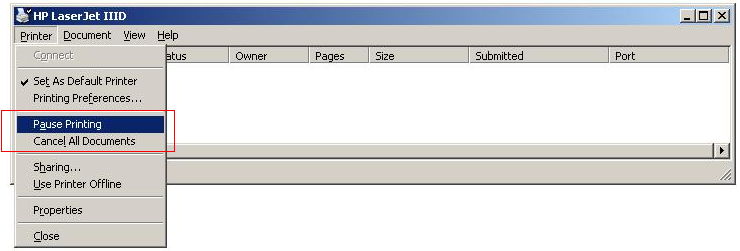 HP LaserJet IIID
Printer Document View Help
Connect
atus Owner Pages Size Submitted Port
Set As Default Printer
Printing Preferences...
Pause Printing
Cancel All Documents
Sharing...
Use Printer Offline
Properties
Close